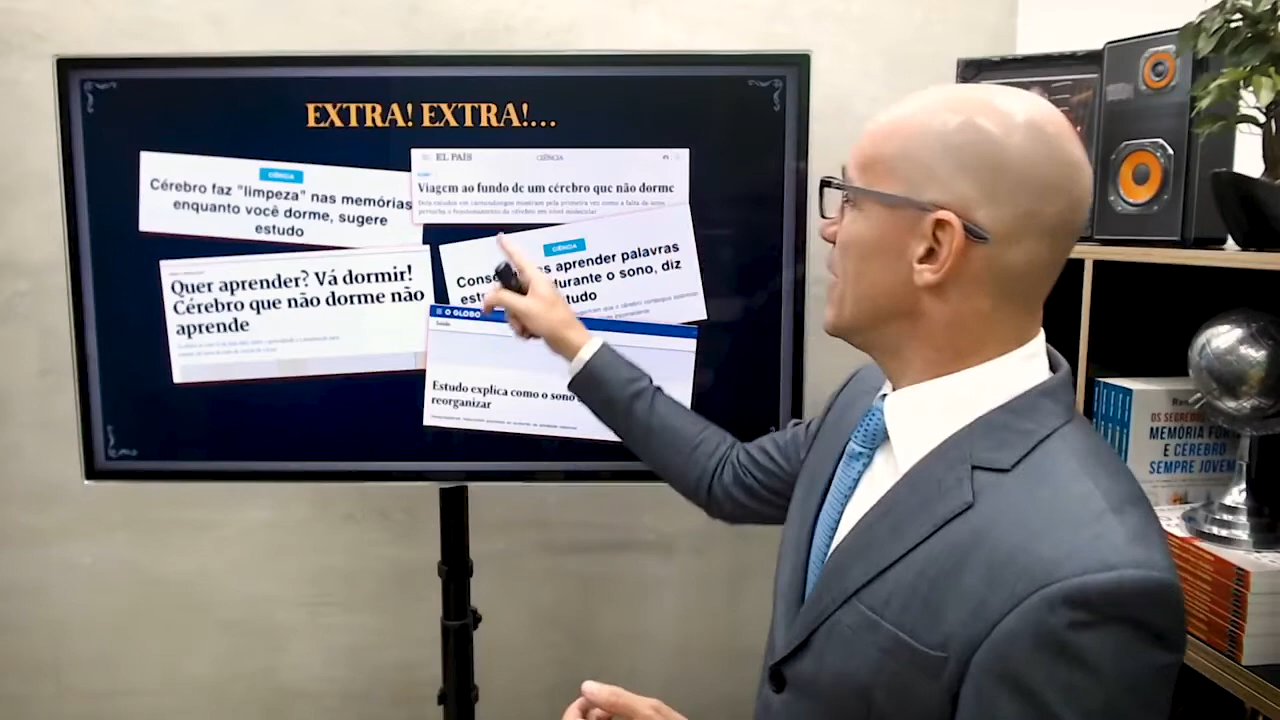 EXTRA! EXTRA!...
CIÊNCIA
Cérebro faz "limpeza" nas memórias
enquanto você dorme, sugere
estudo
EL PAÍS
CIÊNCIA
Viagem ao fundo de um cérebro que não dorme
Quer aprender? Vá dormir!
Cérebro que não dorme não
aprende
CIÊNCIA
aprender palavras
durante o sono, diz
O GLOBO
Estudo explica como o sono
reorganizar
OS SEGREDOS
MEMÓRIA
E CÉREBRO
SEMPRE JOVEM